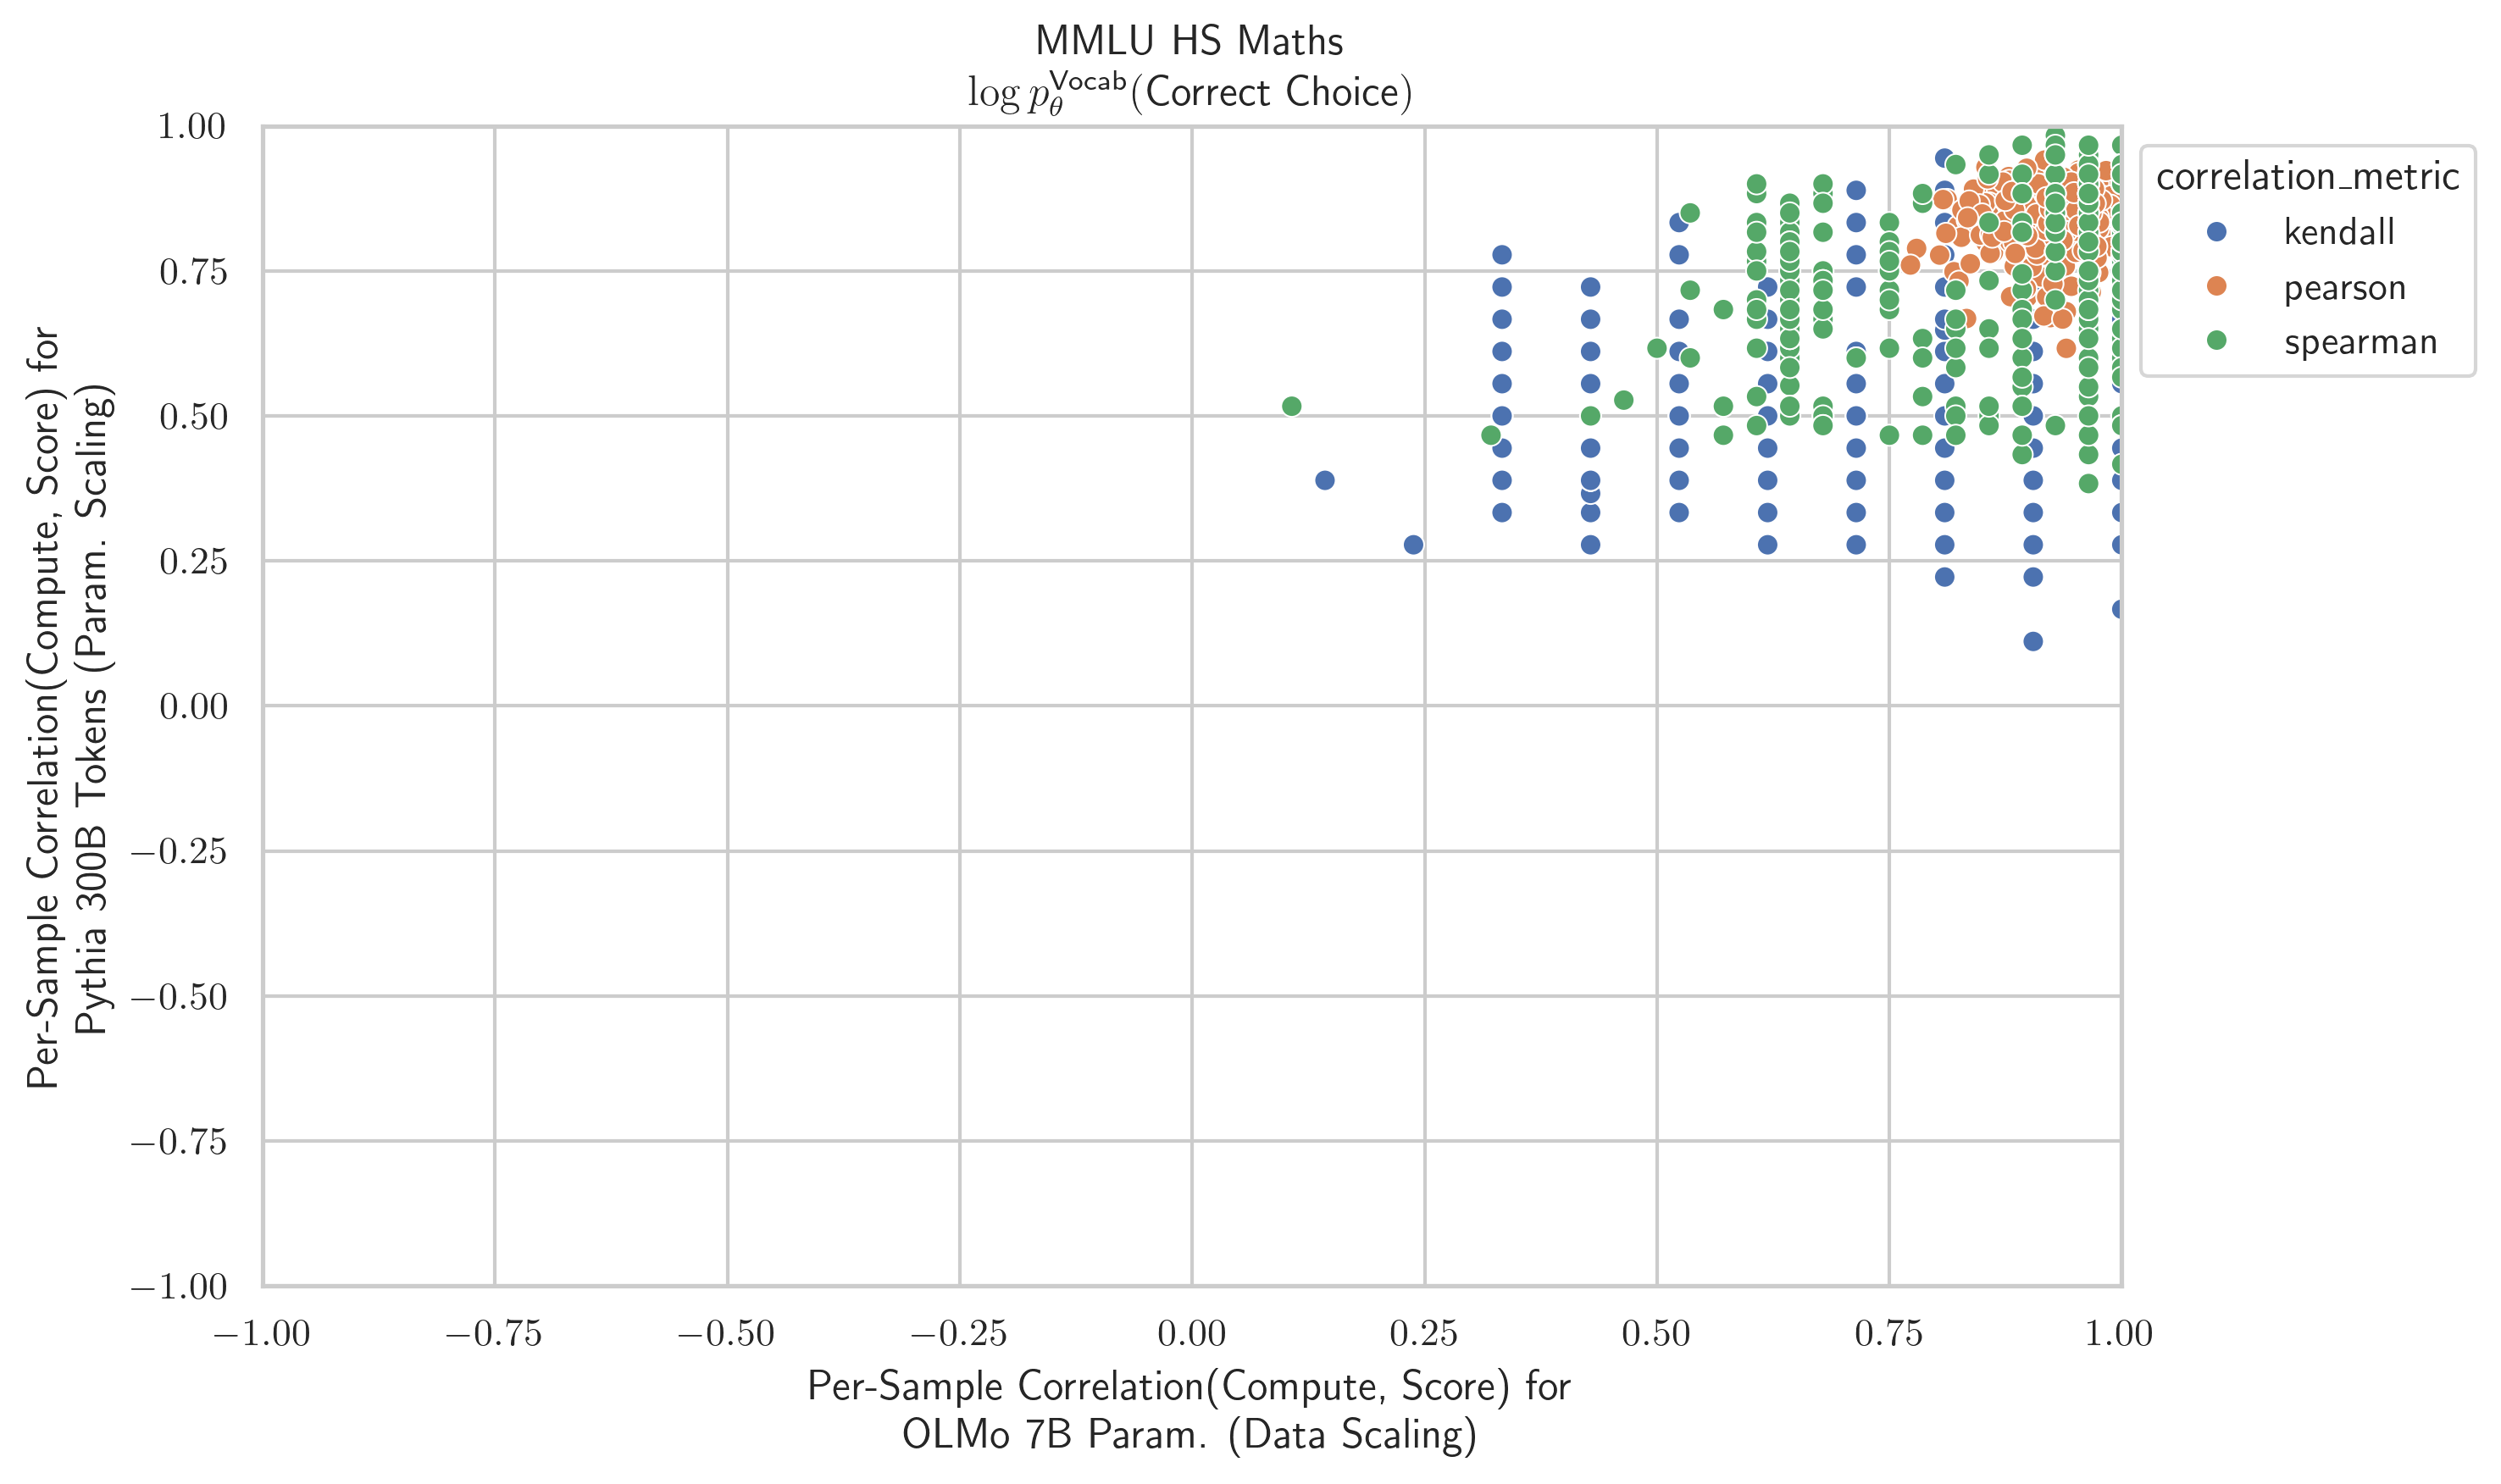 MMLU HS Maths
log p_θ^Vocab(Correct Choice)
1.00
0.75
0.50
0.25
0.00
−0.25
−0.50
−0.75
−1.00
Per-Sample Correlation(Compute, Score) for
Pythia 300B Tokens (Param. Scaling)
−1.00 −0.75 −0.50 −0.25 0.00 0.25 0.50 0.75 1.00
Per-Sample Correlation(Compute, Score) for
OLMo 7B Param. (Data Scaling)
correlation_metric
kendall
pearson
spearman